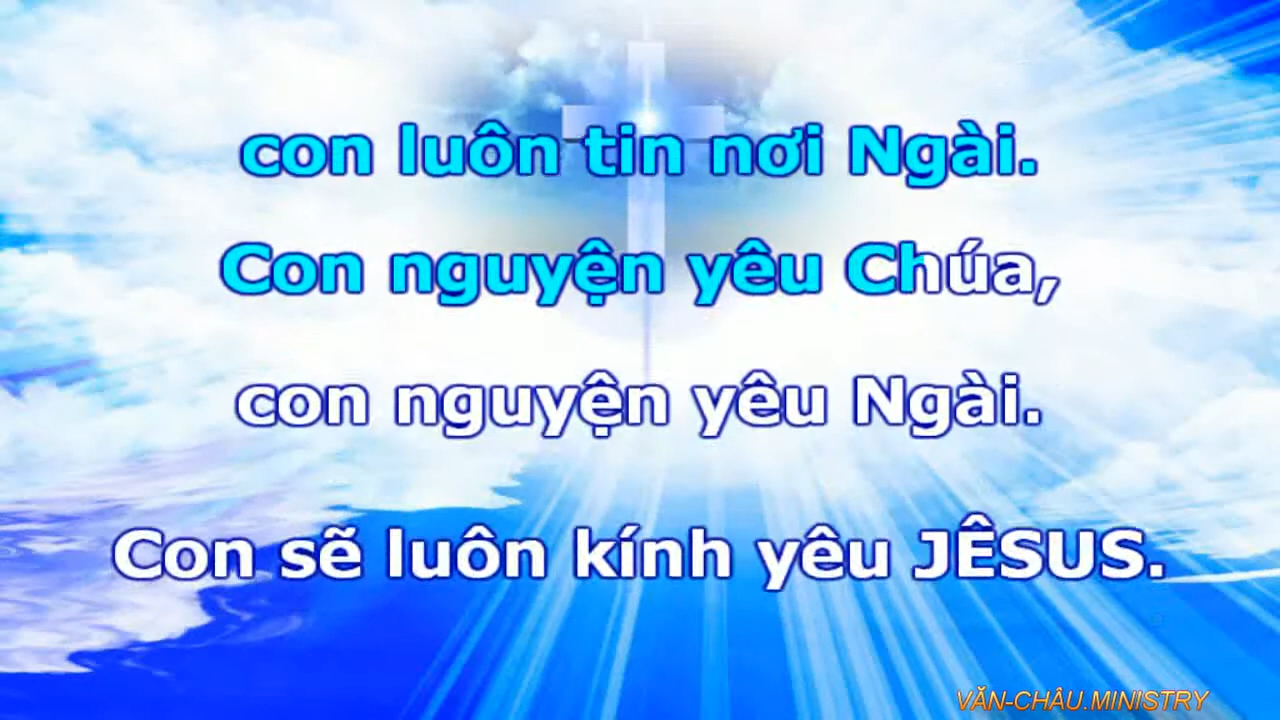 con luôn tin nơi Ngài.
Con nguyện yêu Chúa,
con nguyện yêu Ngài.
Con sẽ luôn kính yêu JÊSUS.
VĂN-CHÂU.MINISTRY